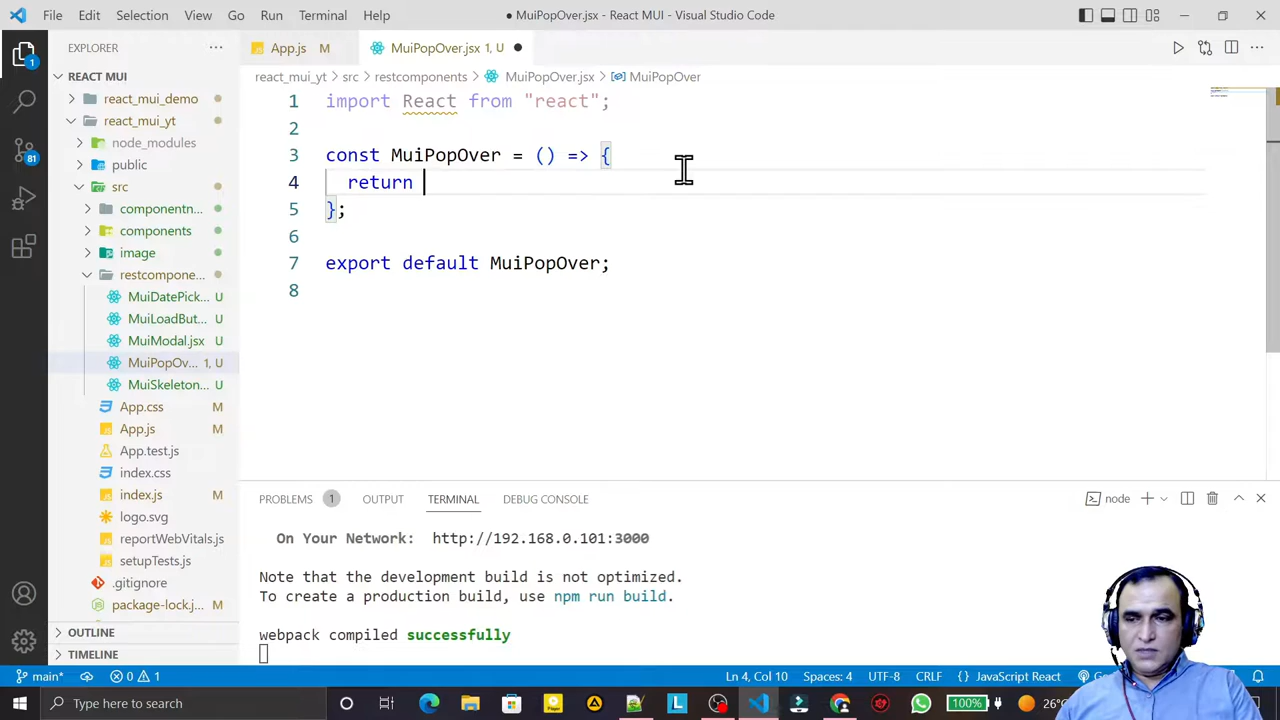 File Edit Selection View Go Run Terminal Help
● MuiPopOver.jsx - React MUI - Visual Studio Code
EXPLORER
REACT MUI
react_mui_demo
react_mui_yt
node_modules
public
src
componentn...
components
image
restcompone...
MuiDatePick... U
MuiLoadBut... U
MuiModal.jsx U
MuiPopOv... 1, U
MuiSkeleton... U
App.css M
App.js M
App.test.js
index.css
index.js M
logo.svg
reportWebVitals.js
setupTests.js
.gitignore
package-lock.j...
OUTLINE
TIMELINE
1
81
App.js M
MuiPopOver.jsx 1, U ●
react_mui_yt > src > restcomponents > MuiPopOver.jsx > MuiPopOver
1 import React from "react";
2
3 const MuiPopOver = () => {
4 return
5 };
6
7 export default MuiPopOver;
8
PROBLEMS 1 OUTPUT TERMINAL DEBUG CONSOLE
node
On Your Network: http://192.168.0.101:3000
Note that the development build is not optimized.
To create a production build, use npm run build.
webpack compiled successfully
main* 0 1
Ln 4, Col 10 Spaces: 4 UTF-8 CRLF {} JavaScript React
Type here to search
100%
26°